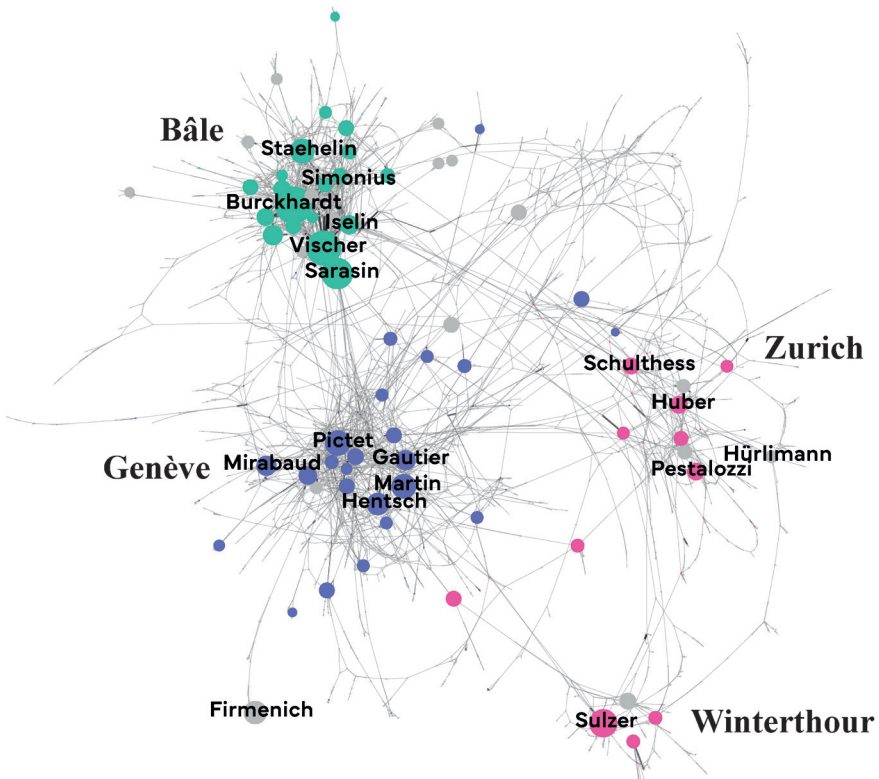 Bâle
Staehelin
Simonius
Burckhardt
Iselin
Vischer
Sarasin
Zurich
Schulthess
Huber
Hürlimann
Pestalozzi
Genève
Pictet
Mirabaud
Gautier
Martin
Hentsch
Firmenich
Sulzer
Winterthour